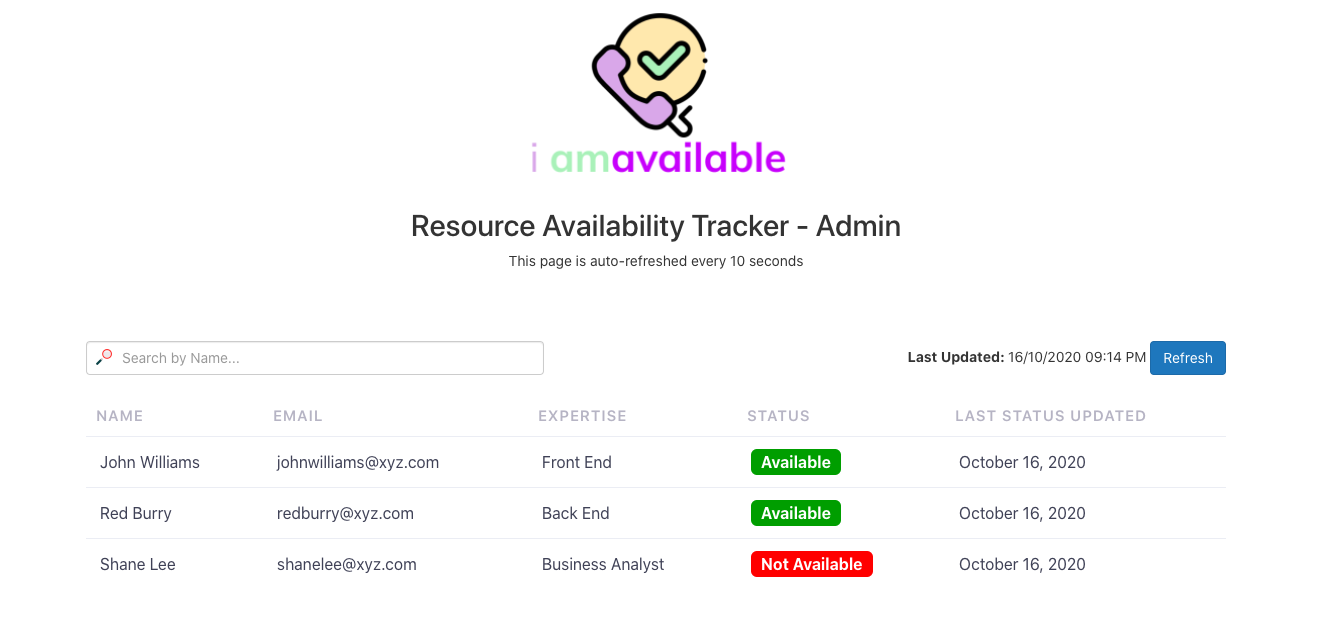 i amavailable
Resource Availability Tracker - Admin
This page is auto-refreshed every 10 seconds
Search by Name... Last Updated: 16/10/2020 09:14 PM Refresh
NAME EMAIL EXPERTISE STATUS LAST STATUS UPDATED
John Williams johnwilliams@xyz.com Front End Available October 16, 2020
Red Burry redburry@xyz.com Back End Available October 16, 2020
Shane Lee shanelee@xyz.com Business Analyst Not Available October 16, 2020